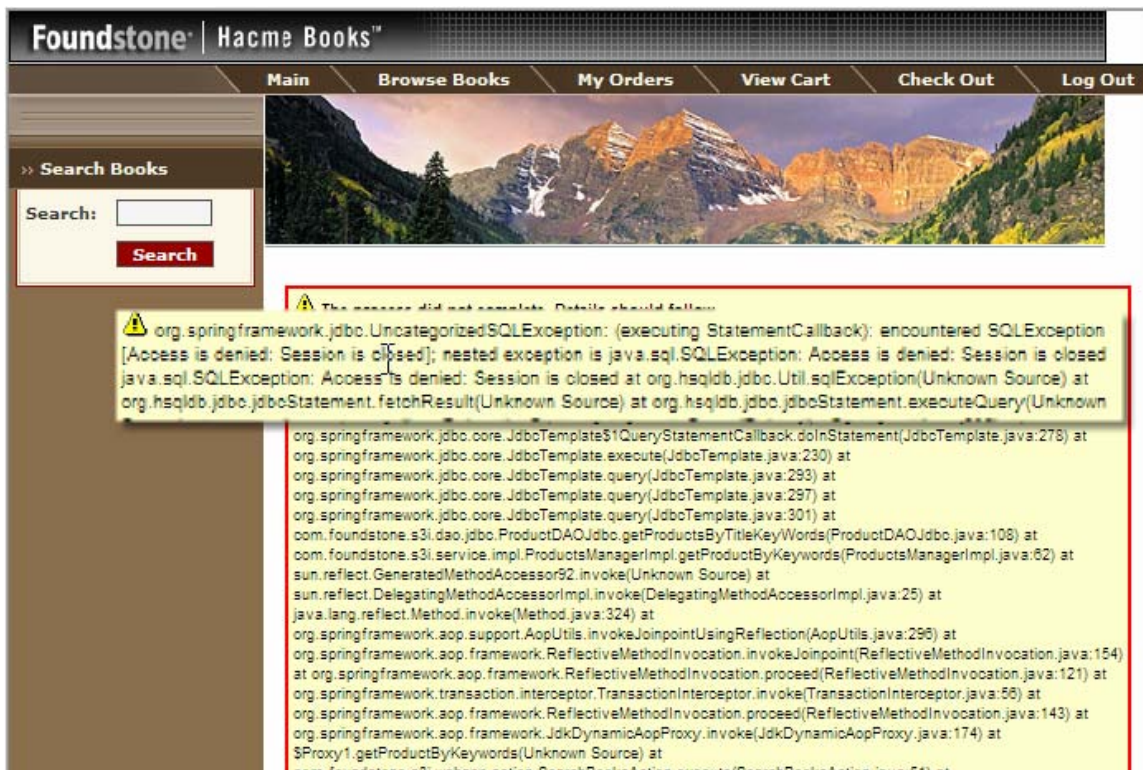 Foundstone | Hacme Books™
Main Browse Books My Orders View Cart Check Out Log Out
›› Search Books
Search:
Search
The process did not complete. Details should follow.
org.springframework.jdbc.UncategorizedSQLException: (executing StatementCallback): encountered SQLException
[Access is denied: Session is closed]; nested exception is java.sql.SQLException: Access is denied: Session is closed
java.sql.SQLException: Access is denied: Session is closed at org.hsqldb.jdbc.Util.sqlException(Unknown Source) at
org.hsqldb.jdbc.jdbcStatement.fetchResult(Unknown Source) at org.hsqldb.jdbc.jdbcStatement.executeQuery(Unknown
org.springframework.jdbc.core.JdbcTemplate$1QueryStatementCallback.doInStatement(JdbcTemplate.java:278) at
org.springframework.jdbc.core.JdbcTemplate.execute(JdbcTemplate.java:230) at
org.springframework.jdbc.core.JdbcTemplate.query(JdbcTemplate.java:293) at
org.springframework.jdbc.core.JdbcTemplate.query(JdbcTemplate.java:297) at
org.springframework.jdbc.core.JdbcTemplate.query(JdbcTemplate.java:301) at
com.foundstone.s3i.dao.jdbc.ProductDAOJdbc.getProductsByTitleKeyWords(ProductDAOJdbc.java:108) at
com.foundstone.s3i.service.impl.ProductsManagerImpl.getProductByKeywords(ProductsManagerImpl.java:62) at
sun.reflect.GeneratedMethodAccessor92.invoke(Unknown Source) at
sun.reflect.DelegatingMethodAccessorImpl.invoke(DelegatingMethodAccessorImpl.java:25) at
java.lang.reflect.Method.invoke(Method.java:324) at
org.springframework.aop.support.AopUtils.invokeJoinpointUsingReflection(AopUtils.java:296) at
org.springframework.aop.framework.ReflectiveMethodInvocation.invokeJoinpoint(ReflectiveMethodInvocation.java:154)
at org.springframework.aop.framework.ReflectiveMethodInvocation.proceed(ReflectiveMethodInvocation.java:121) at
org.springframework.transaction.interceptor.TransactionInterceptor.invoke(TransactionInterceptor.java:56) at
org.springframework.aop.framework.ReflectiveMethodInvocation.proceed(ReflectiveMethodInvocation.java:143) at
org.springframework.aop.framework.JdkDynamicAopProxy.invoke(JdkDynamicAopProxy.java:174) at
$Proxy1.getProductByKeywords(Unknown Source) at